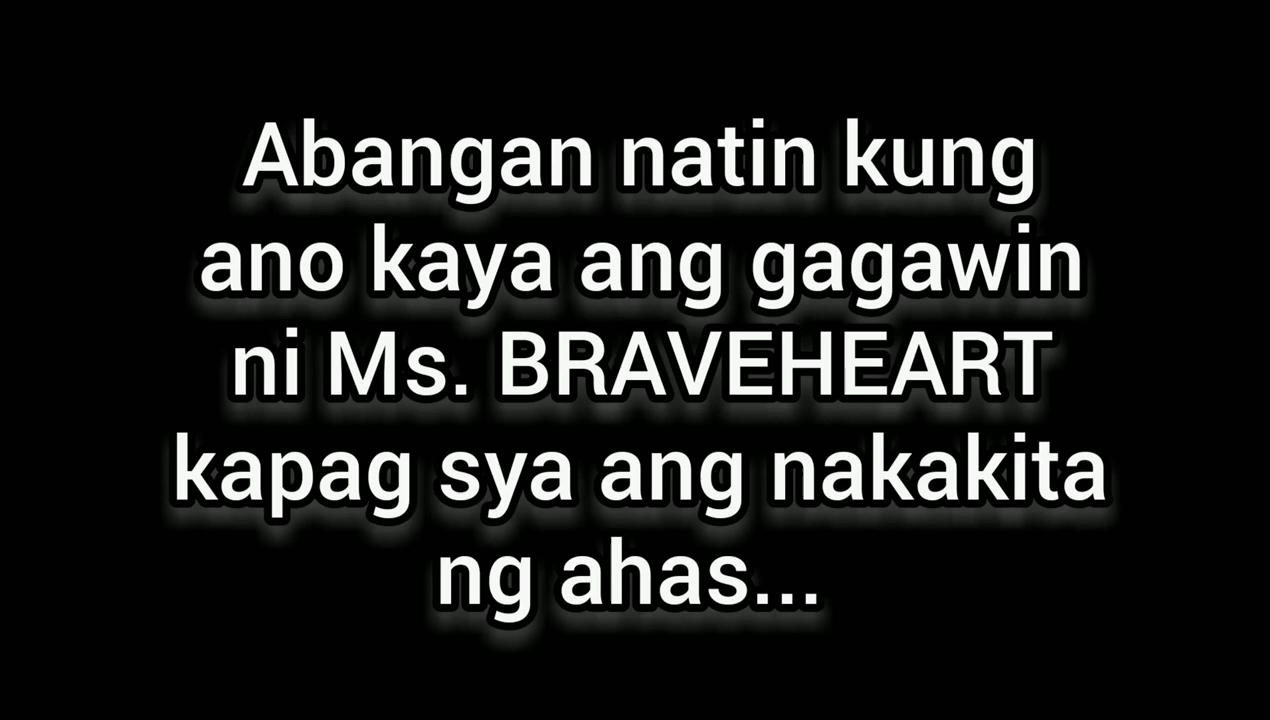 Abangan natin kung
ano kaya ang gagawin
ni Ms. BRAVEHEART
kapag sya ang nakakita
ng ahas...